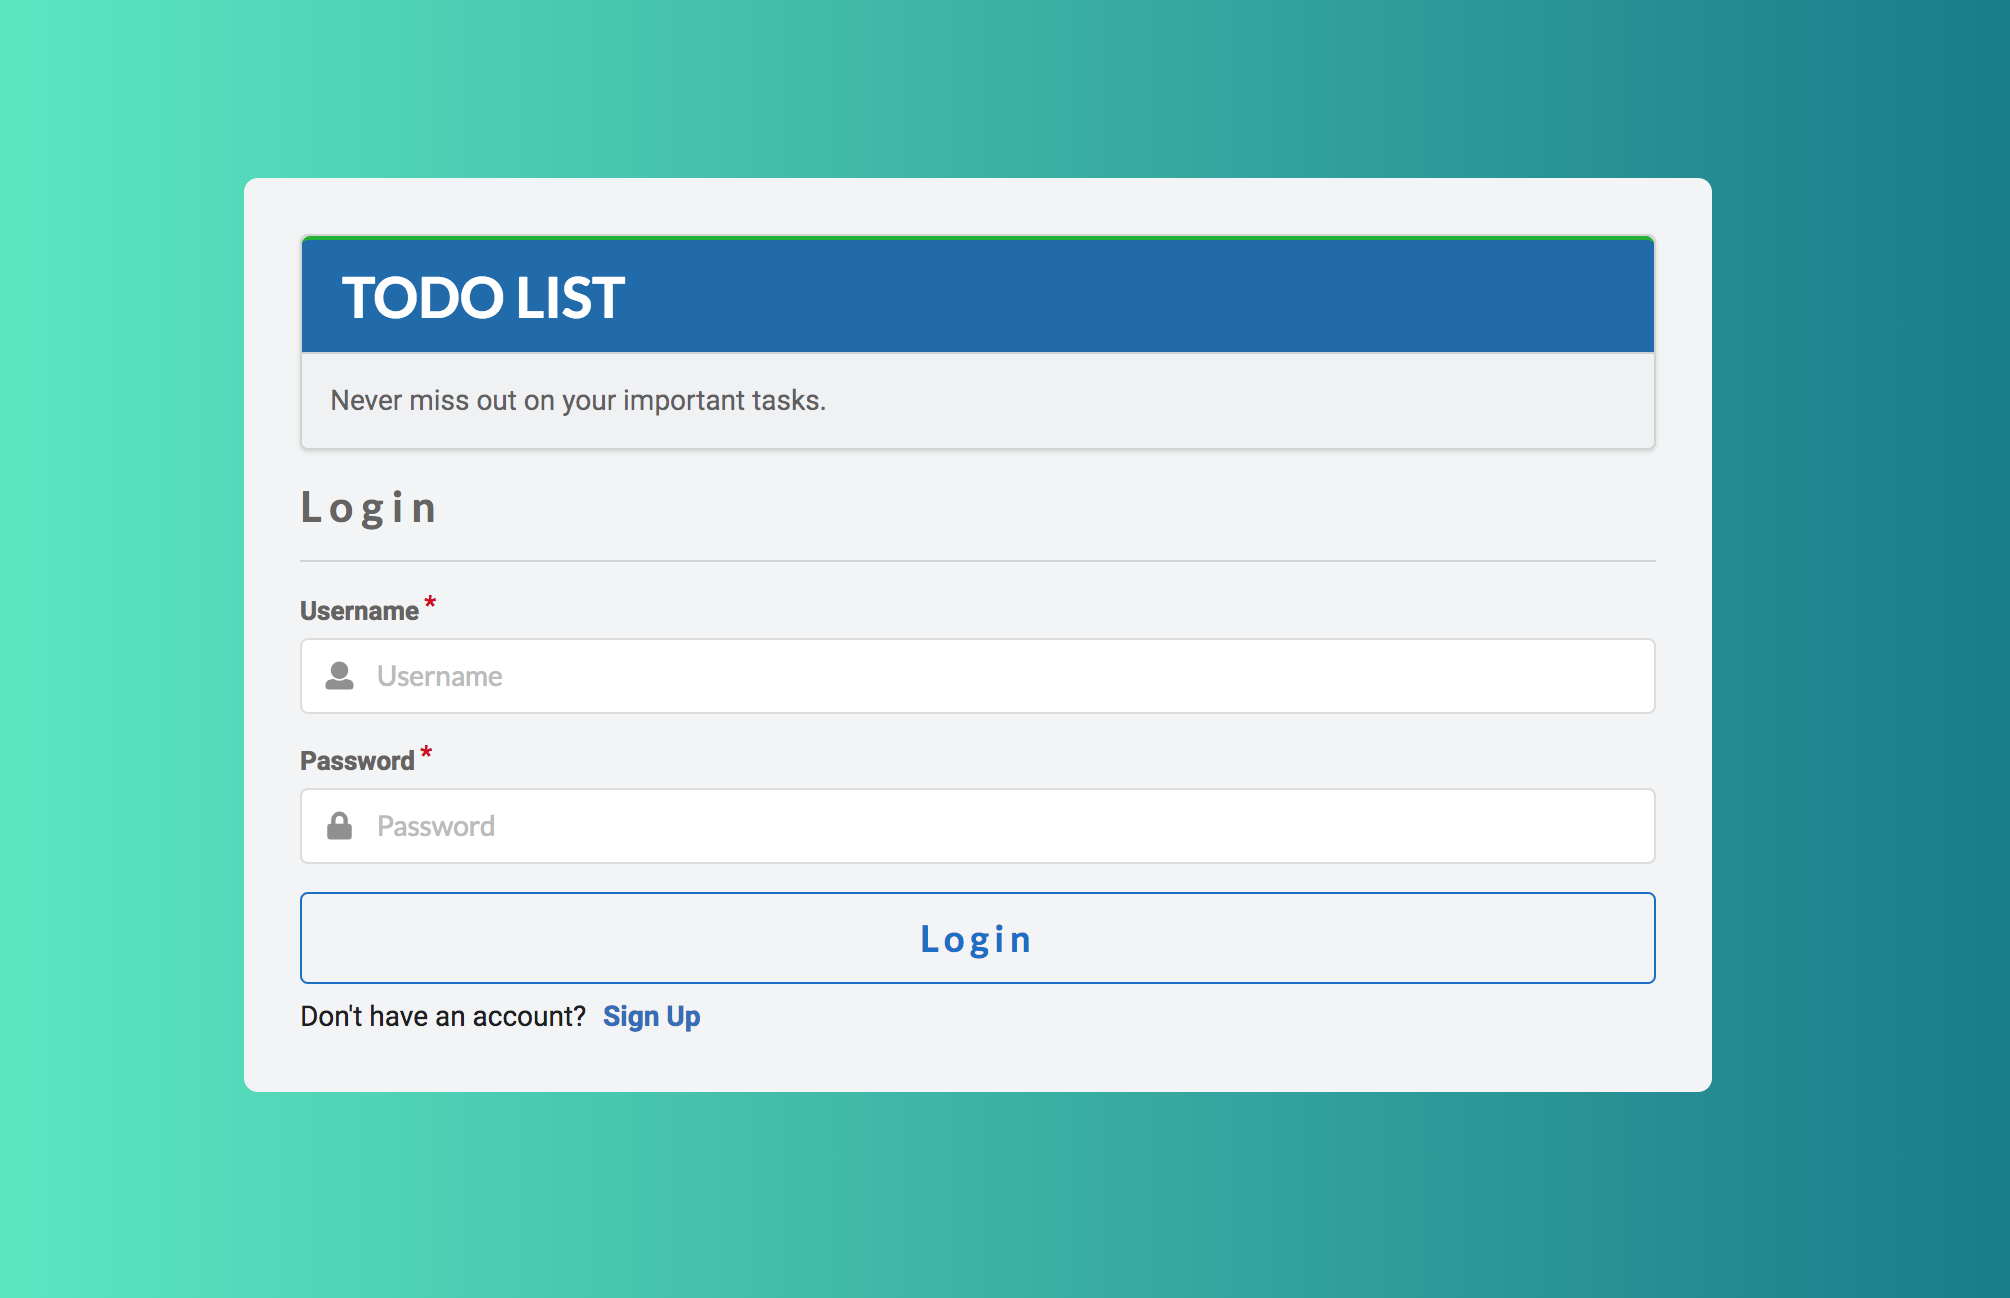 TODO LIST
Never miss out on your important tasks.
Login
Username *
Username
Password *
Password
Login
Don't have an account? Sign Up